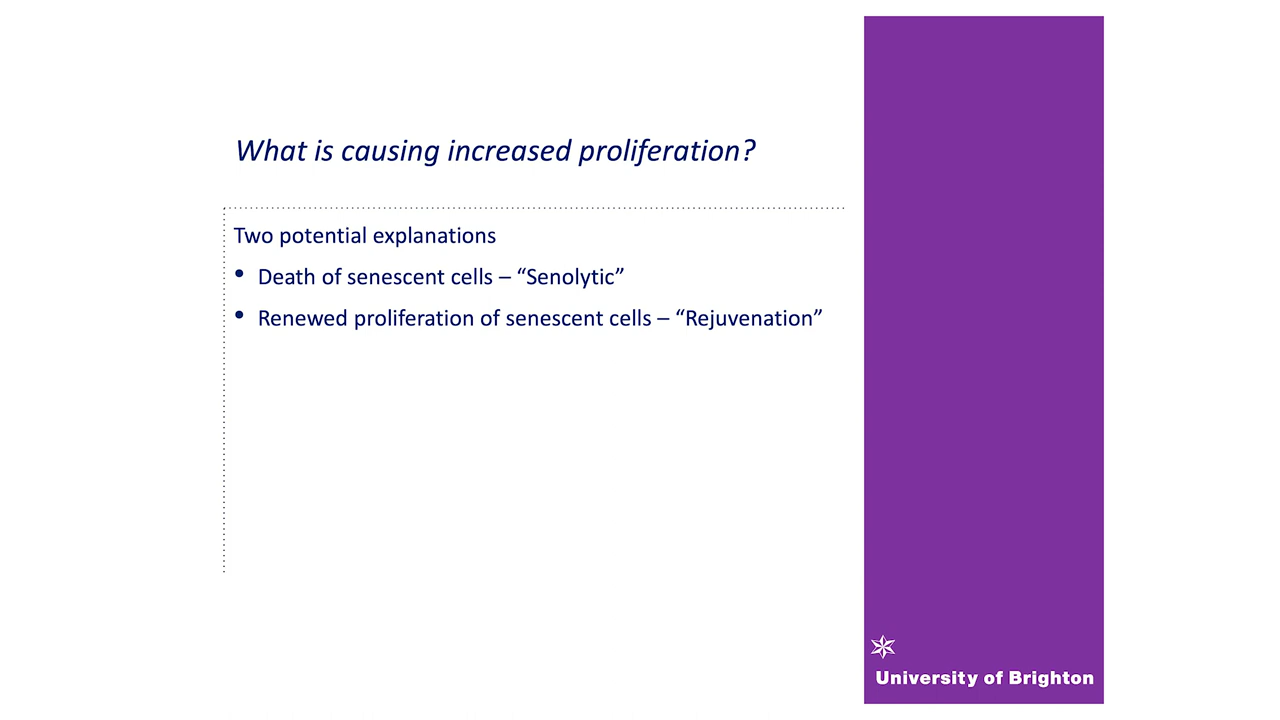 What is causing increased proliferation?
Two potential explanations
• Death of senescent cells – “Senolytic”
• Renewed proliferation of senescent cells – “Rejuvenation”
University of Brighton